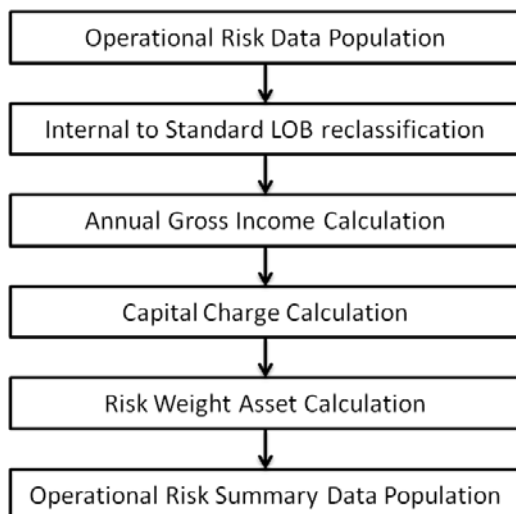 Operational Risk Data Population
Internal to Standard LOB reclassification
Annual Gross Income Calculation
Capital Charge Calculation
Risk Weight Asset Calculation
Operational Risk Summary Data Population